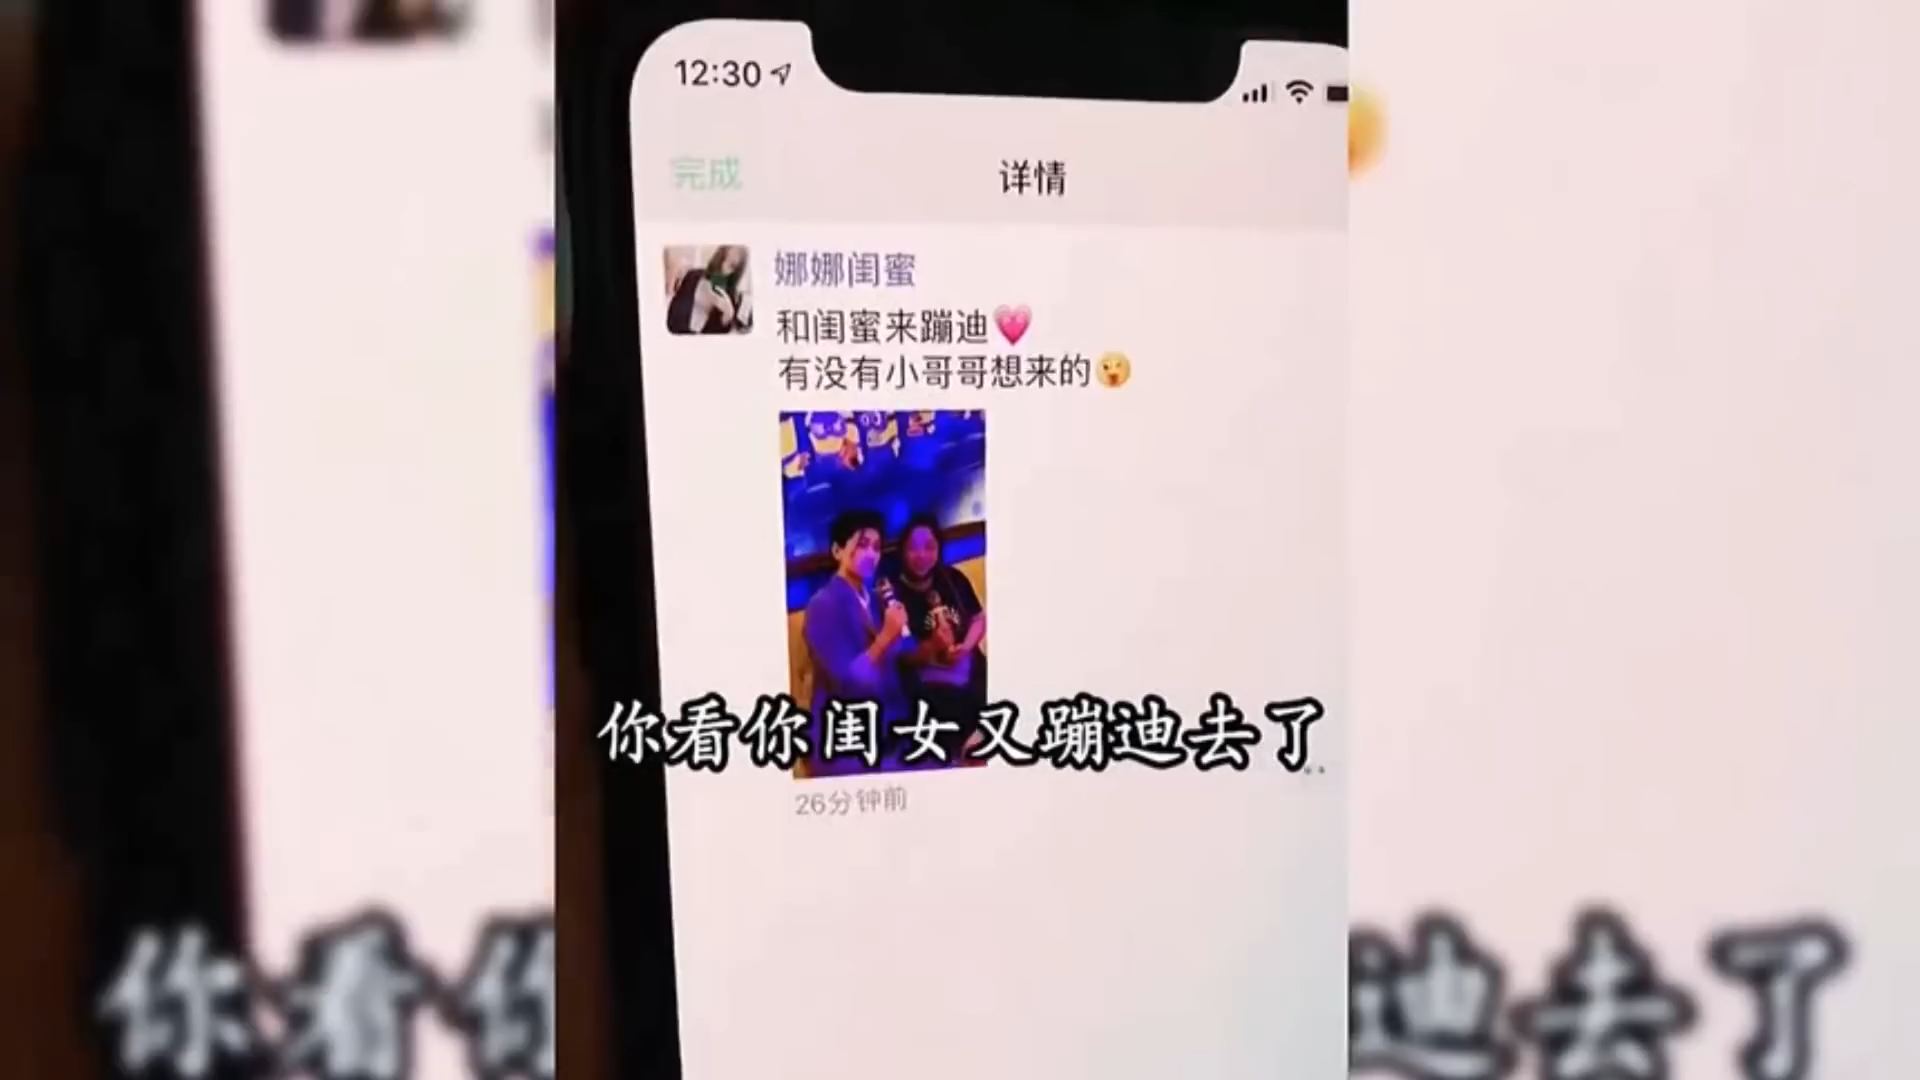 12:30
完成
详情
娜娜闺蜜
和闺蜜来蹦迪💗
有没有小哥哥想来的
你看你闺女又蹦迪去了
26分钟前
你看你
迪去了